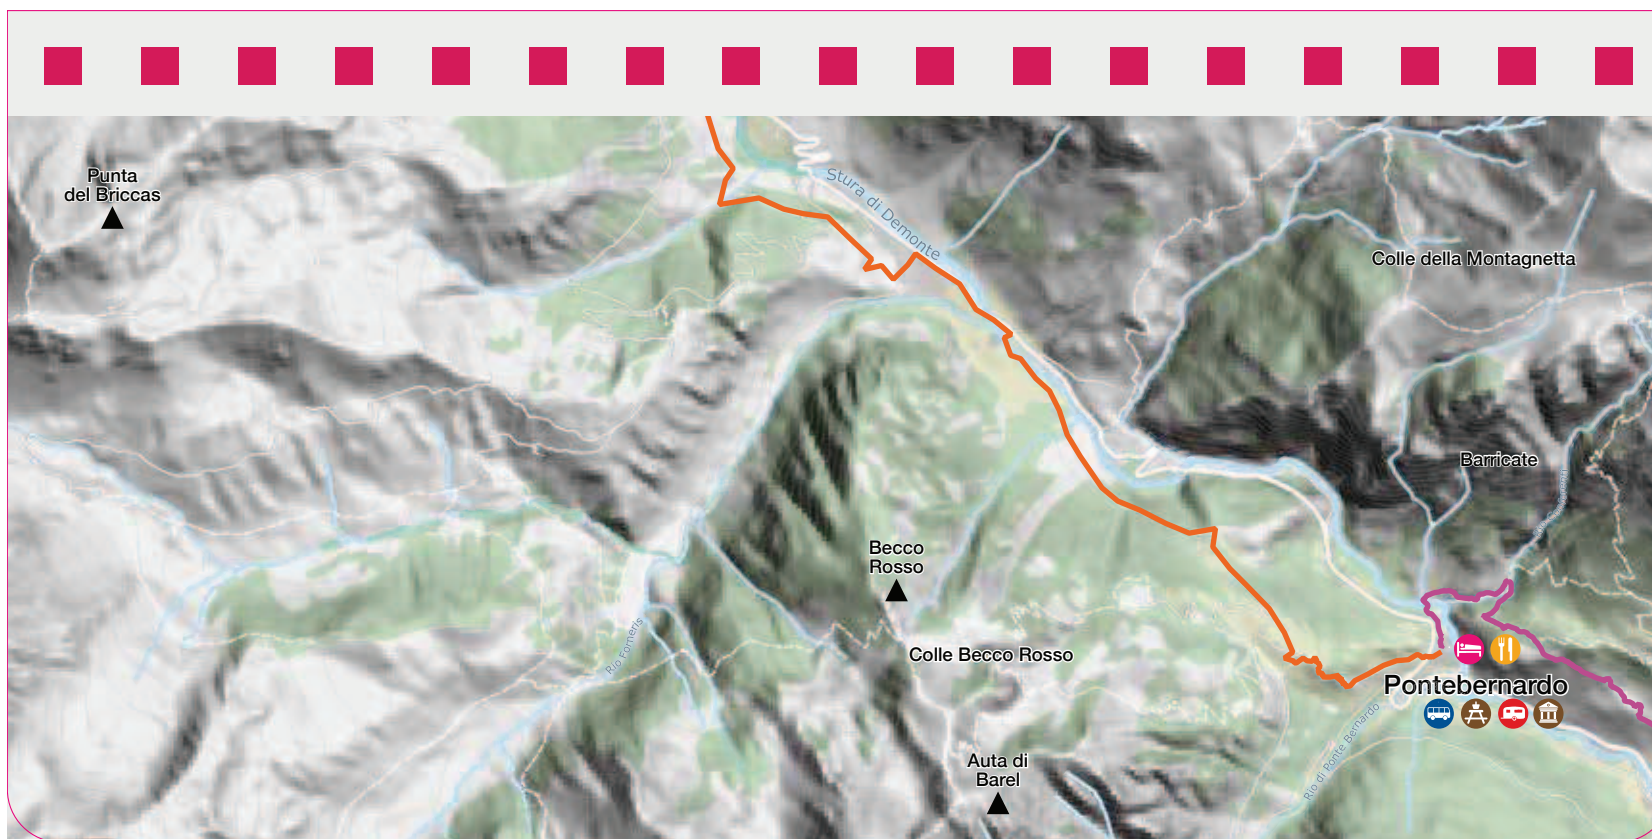 Punta
del Briccas
Stura di Demonte
Colle della Montagnetta
Barricate
Becco
Rosso
Rio Forneris
Colle Becco Rosso
Pontebernardo
Rio di Ponte Bernardo
Auta di
Barel